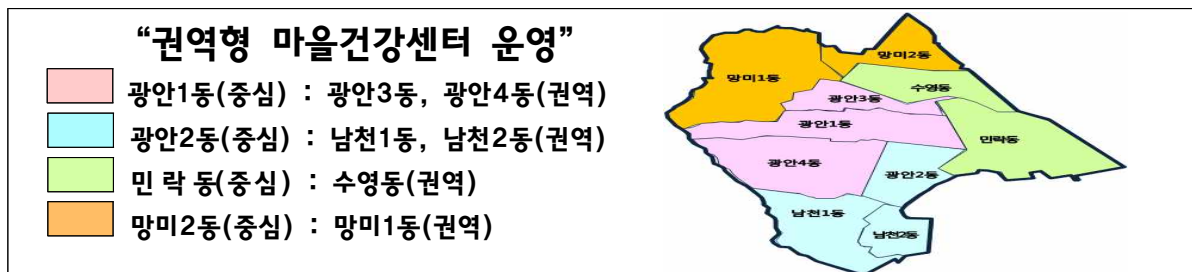 “권역형 마을건강센터 운영”
광안1동(중심) : 광안3동, 광안4동(권역)
광안2동(중심) : 남천1동, 남천2동(권역)
민 락 동(중심) : 수영동(권역)
망미2동(중심) : 망미1동(권역)
망미2동
망미1동
수영동
광안3동
광안1동
민락동
광안4동
광안2동
남천1동
남천2동